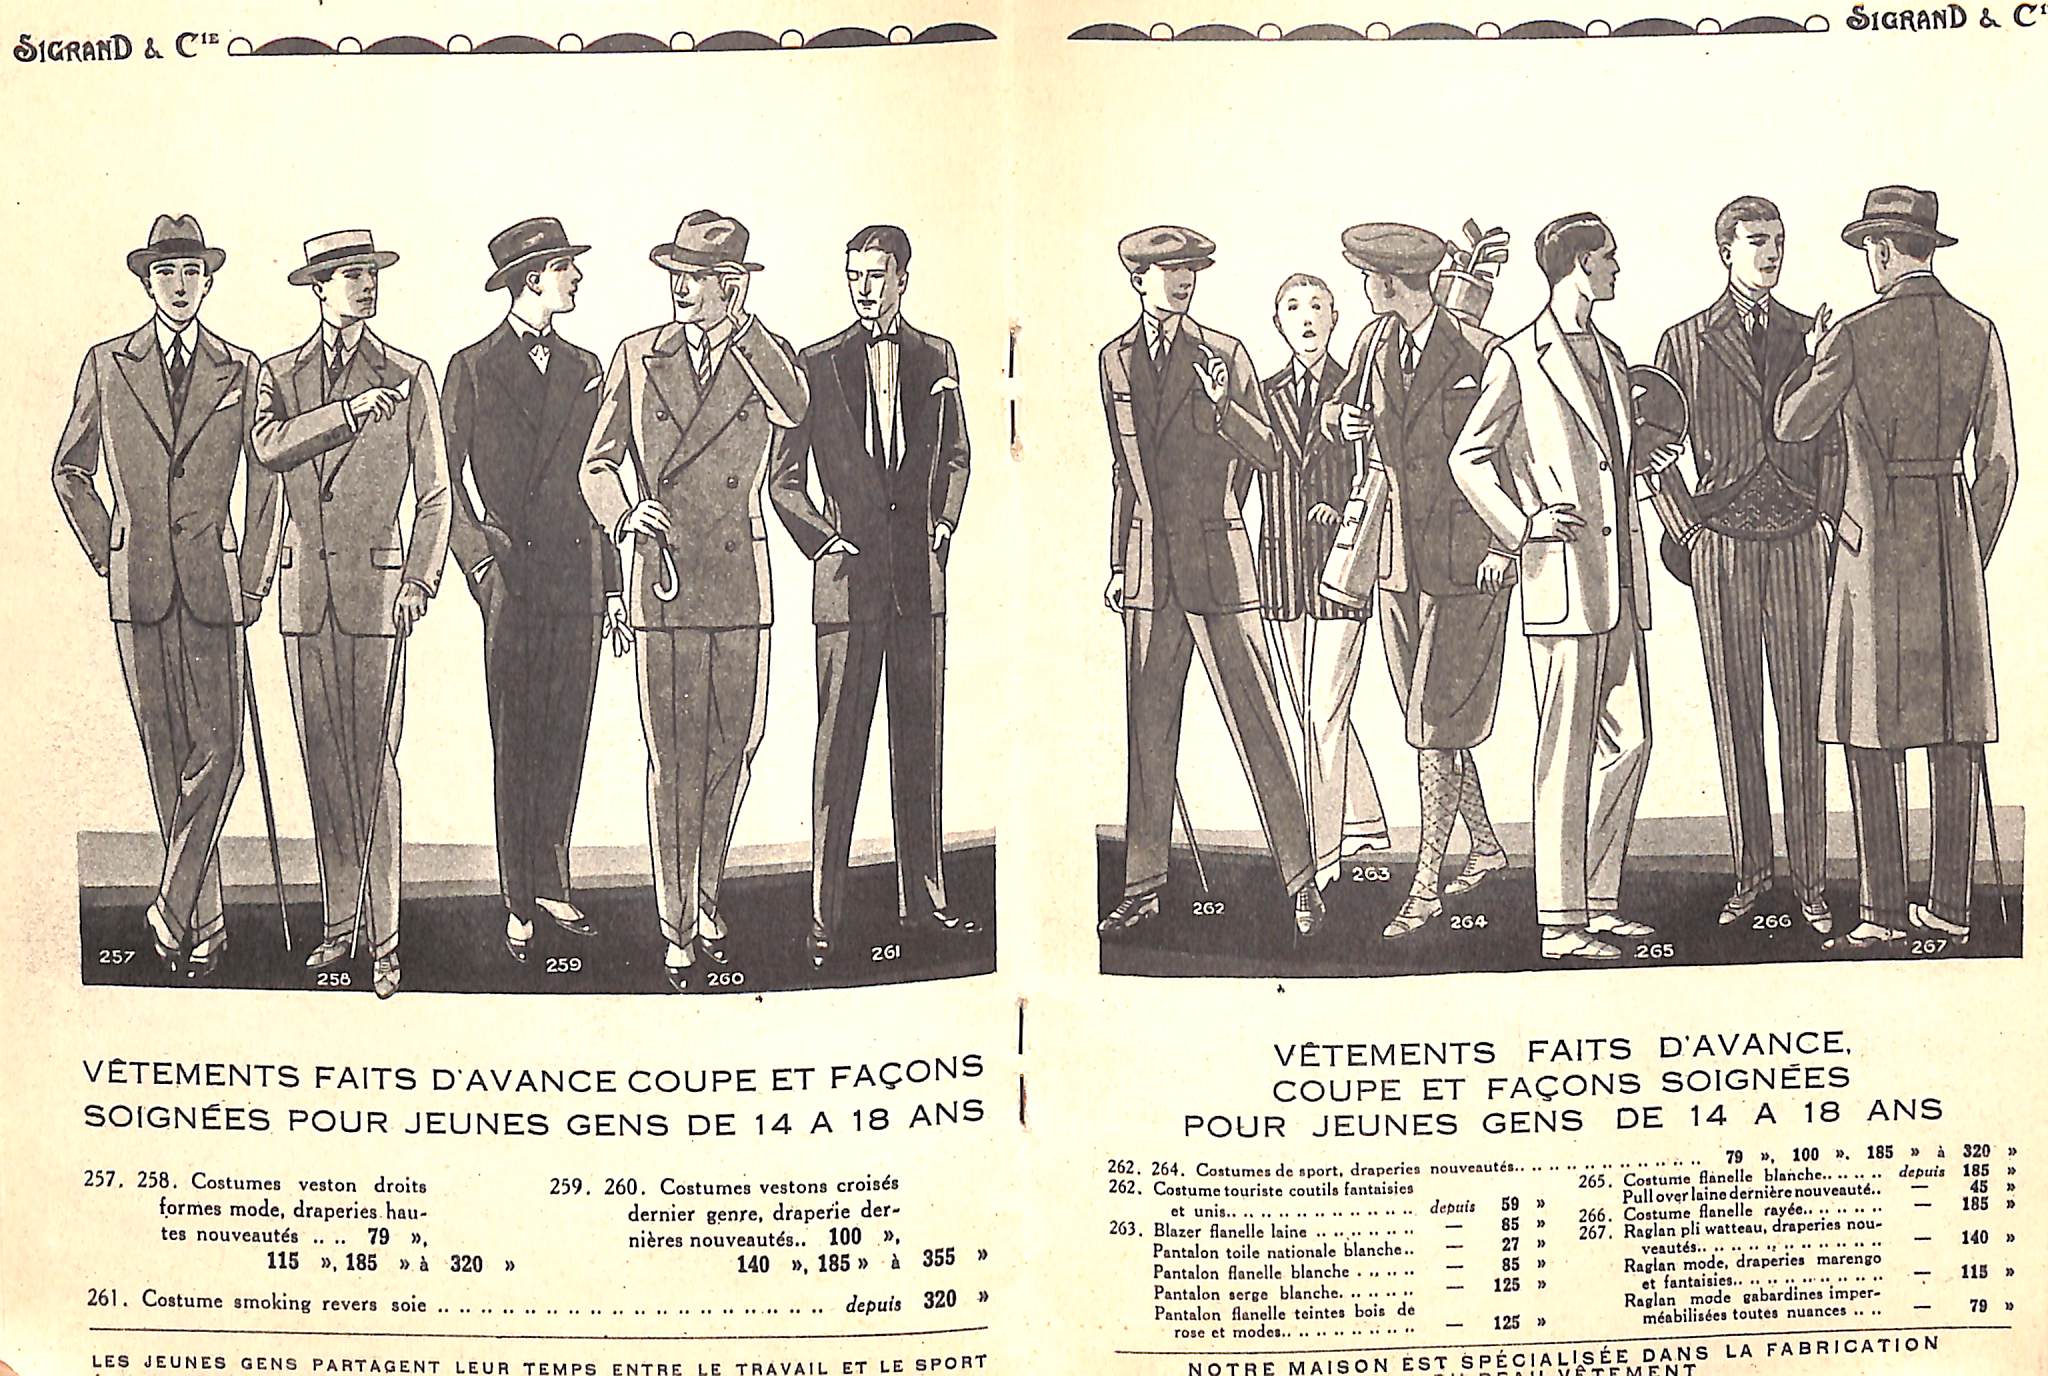 SIGRAND & CIE
257
258
259
260
261
VÊTEMENTS FAITS D'AVANCE COUPE ET FAÇONS
SOIGNÉES POUR JEUNES GENS DE 14 A 18 ANS
257. 258. Costumes veston droits
formes mode, draperies hau-
tes nouveautés .. .. 79 »,
115 », 185 » à 320 »
259. 260. Costumes vestons croisés
dernier genre, draperie der-
nières nouveautés.. 100 »,
140 », 185 » à 355 »
261. Costume smoking revers soie .. .. .. .. .. .. .. .. .. .. .. .. .. .. depuis 320 »
LES JEUNES GENS PARTAGENT LEUR TEMPS ENTRE LE TRAVAIL ET LE SPORT
SIGRAND & C
262
263
264
265
266
267
VÊTEMENTS FAITS D'AVANCE,
COUPE ET FAÇONS SOIGNÉES
POUR JEUNES GENS DE 14 A 18 ANS
262. 264. Costumes de sport, draperies nouveautés.. .. .. .. .. .. .. .. .. 79 », 100 ». 185 » à 320 »
262. Costume touriste coutils fantaisies
et unis.. .. .. .. .. .. .. .. .. depuis 59 »
263. Blazer flanelle laine .. .. .. .. .. — 85 »
Pantalon toile nationale blanche.. — 27 »
Pantalon flanelle blanche . .. .. .. — 85 »
Pantalon serge blanche. .. .. .. .. — 125 »
Pantalon flanelle teintes bois de
rose et modes.. .. .. .. .. .. .. — 125 »
265. Costume flanelle blanche.. .. .. depuis 185 »
Pull over laine dernière nouveauté.. — 45 »
266. Costume flanelle rayée.. .. .. .. — 185 »
267. Raglan pli watteau, draperies nou-
veautés.. .. .. .. .. .. .. .. .. — 140 »
Raglan mode, draperies marengo
et fantaisies.. .. .. .. .. .. .. — 115 »
Raglan mode gabardines imper-
méabilisées toutes nuances .. .. — 79 »
NOTRE MAISON EST SPÉCIALISÉE DANS LA FABRICATION
BEAU VÊTEMENT